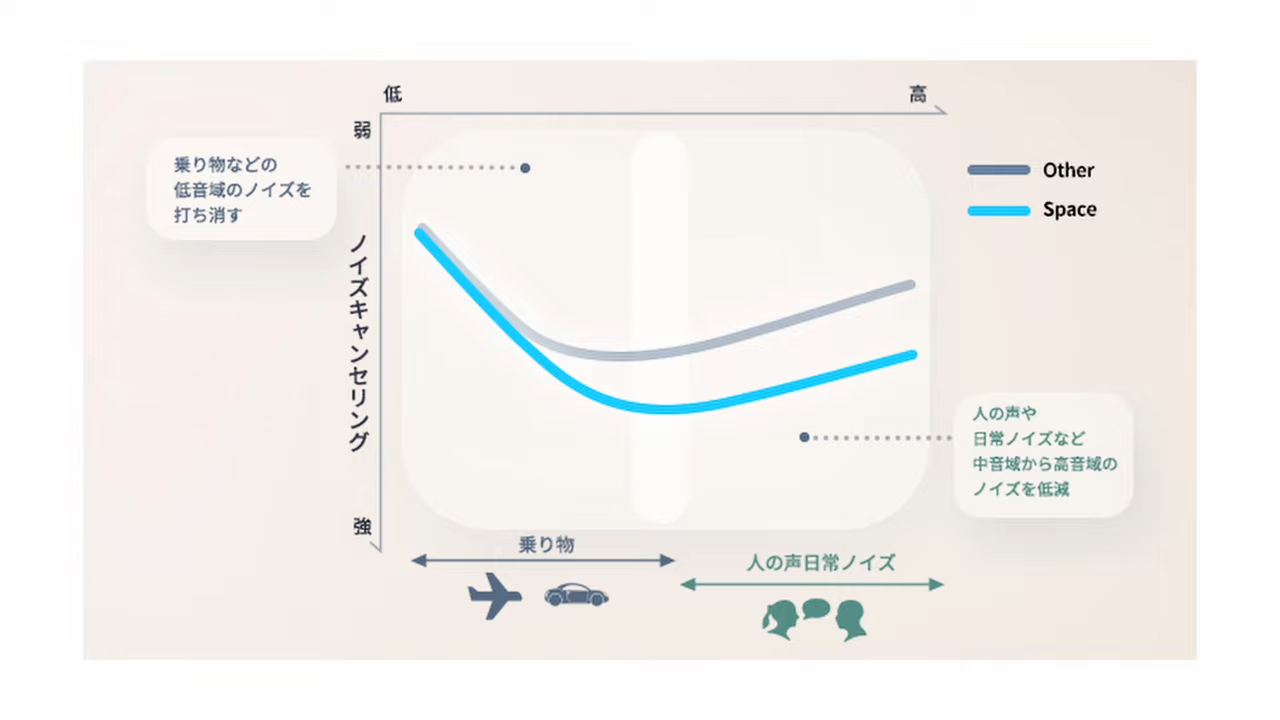 低
高
弱
乗り物などの
低音域のノイズを
打ち消す
Other
Space
ノイズキャンセリング
人の声や
日常ノイズなど
中音域から高音域の
ノイズを低減
強
乗り物
人の声日常ノイズ